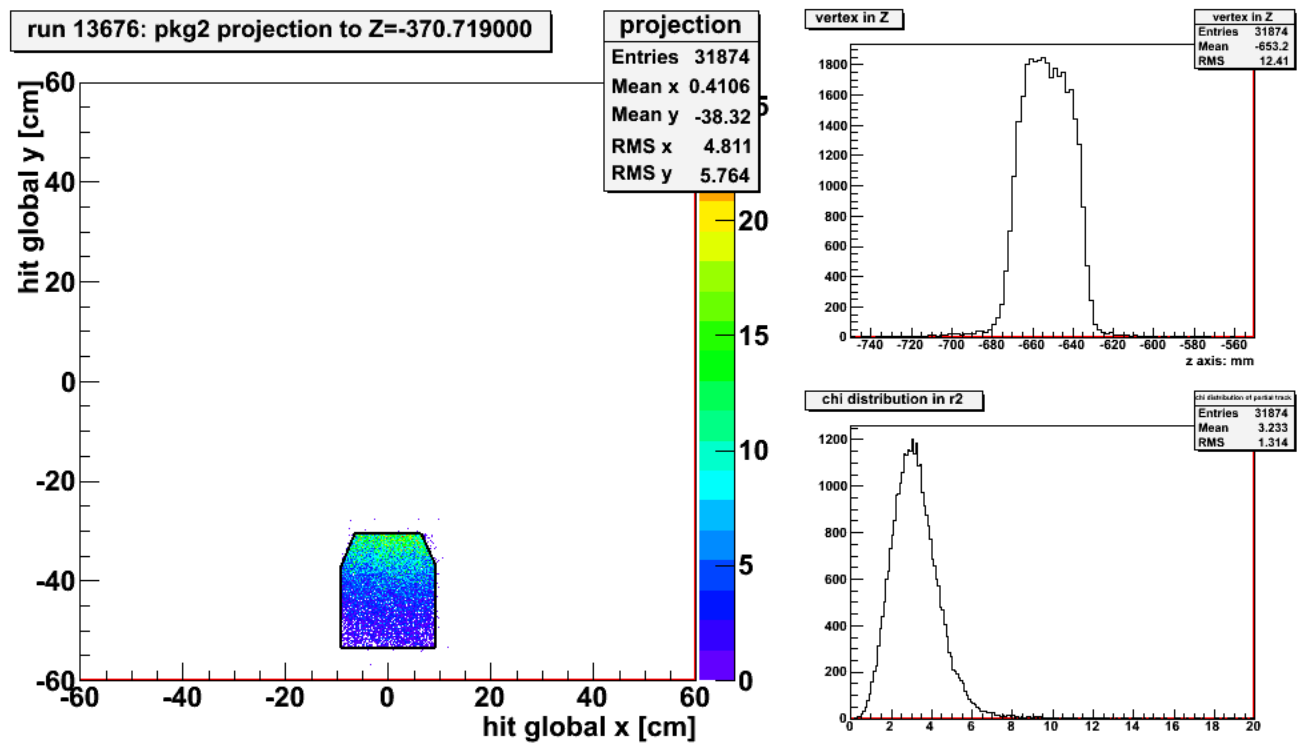 run 13676: pkg2 projection to Z=-370.719000
projection
Entries 31874
Mean x 0.4106
Mean y -38.32
RMS x 4.811
RMS y 5.764
hit global y [cm]
60
40
20
0
-20
-40
-60
-60 -40 -20 0 20 40 60
hit global x [cm]
5
20
15
10
5
0
vertex in Z
vertex in Z
Entries 31874
Mean -653.2
RMS 12.41
1800
1600
1400
1200
1000
800
600
400
200
0
-740 -720 -700 -680 -660 -640 -620 -600 -580 -560
z axis: mm
chi distribution in r2
chi distribution of partial track
Entries 31874
Mean 3.233
RMS 1.314
1200
1000
800
600
400
200
0
0 2 4 6 8 10 12 14 16 18 20